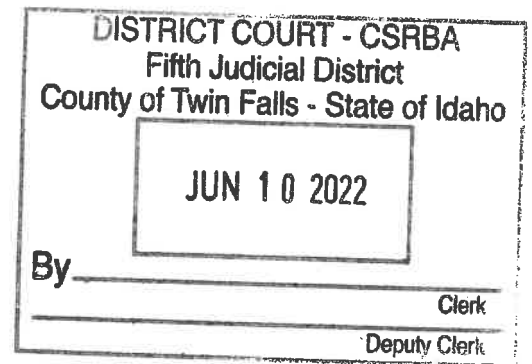 DISTRICT COURT - CSRBA
Fifth Judicial District
County of Twin Falls - State of Idaho
JUN 10 2022
By
Clerk
Deputy Clerk